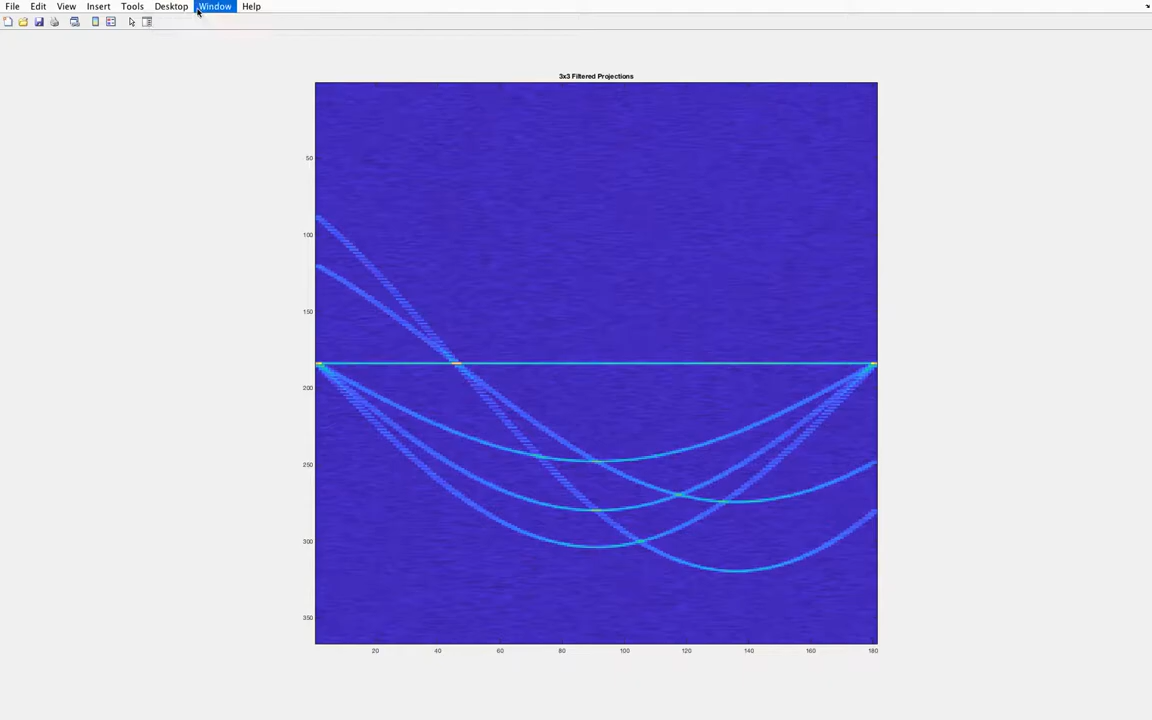 File Edit View Insert Tools Desktop Window Help
3x3 Filtered Projections
50
100
150
200
250
300
350
20 40 60 80 100 120 140 160 180